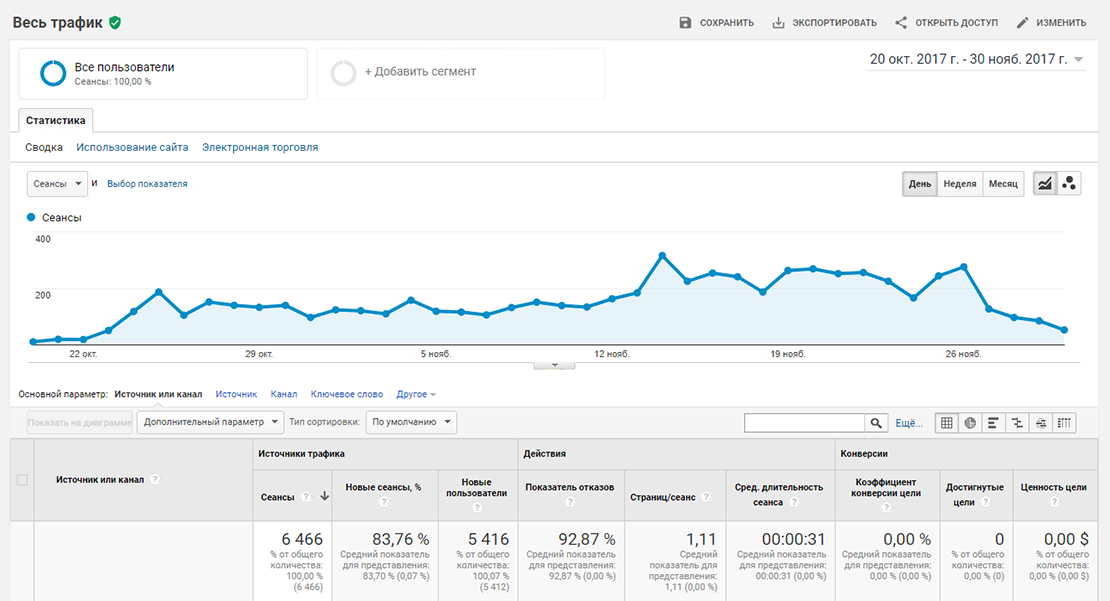 Весь трафик
СОХРАНИТЬ ЭКСПОРТИРОВАТЬ ОТКРЫТЬ ДОСТУП ИЗМЕНИТЬ
Все пользователи
Сеансы: 100,00 %
+ Добавить сегмент
20 окт. 2017 г. - 30 нояб. 2017 г.
Статистика
Сводка Использование сайта Электронная торговля
Сеансы и Выбор показателя
День Неделя Месяц
Сеансы
400
200
22 окт. 29 окт. 5 нояб. 12 нояб. 19 нояб. 26 нояб.
Основной параметр: Источник или канал Источник Канал Ключевое слово Другое
Показать на диаграмме Дополнительный параметр Тип сортировки: По умолчанию Ещё...
Источник или канал ?
Источники трафика
Действия
Конверсии
Сеансы ?
Новые сеансы, %
?
Новые
пользователи
?
Показатель отказов
?
Страниц/сеанс ?
Сред. длительность
сеанса ?
Коэффициент
конверсии цели
?
Достигнутые
цели ?
Ценность цели
?
6 466
% от общего
количества:
100,00 %
(6 466)
83,76 %
Средний показатель
для представления:
83,70 % (0,07 %)
5 416
% от общего
количества:
100,07 %
(5 412)
92,87 %
Средний показатель
для представления:
92,87 % (0,00 %)
1,11
Средний
показатель для
представления:
1,11 (0,00 %)
00:00:31
Средний показатель
для представления:
00:00:31 (0,00 %)
0,00 %
Средний показатель
для представления:
0,00 % (0,00 %)
0
% от общего
количества:
0,00 % (0)
0,00 $
% от общего
количества:
0,00 % (0,00 $)